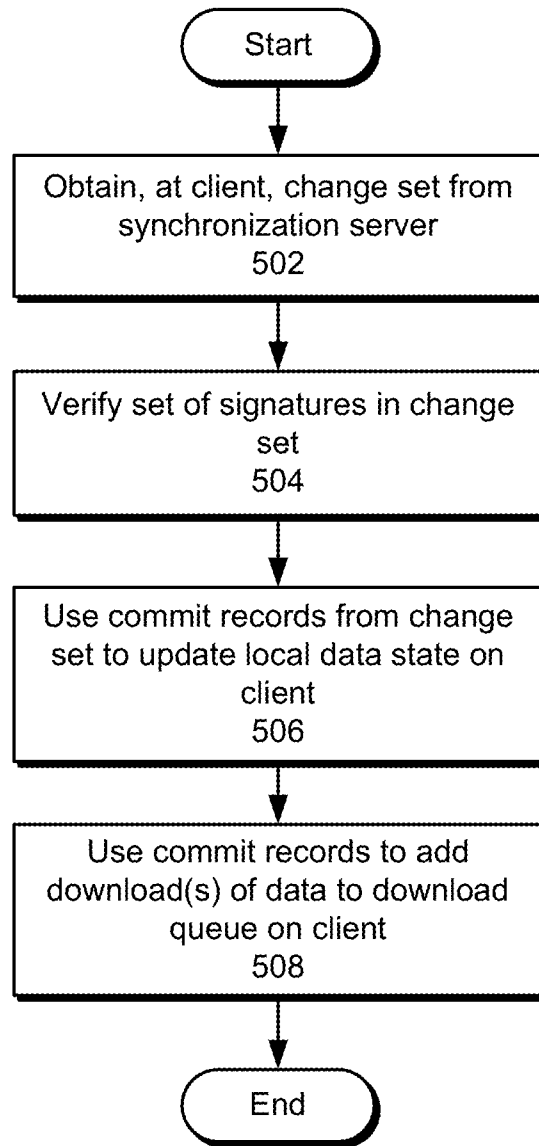 Start
Obtain, at client, change set from
synchronization server
502
Verify set of signatures in change
set
504
Use commit records from change
set to update local data state on
client
506
Use commit records to add
download(s) of data to download
queue on client
508
End